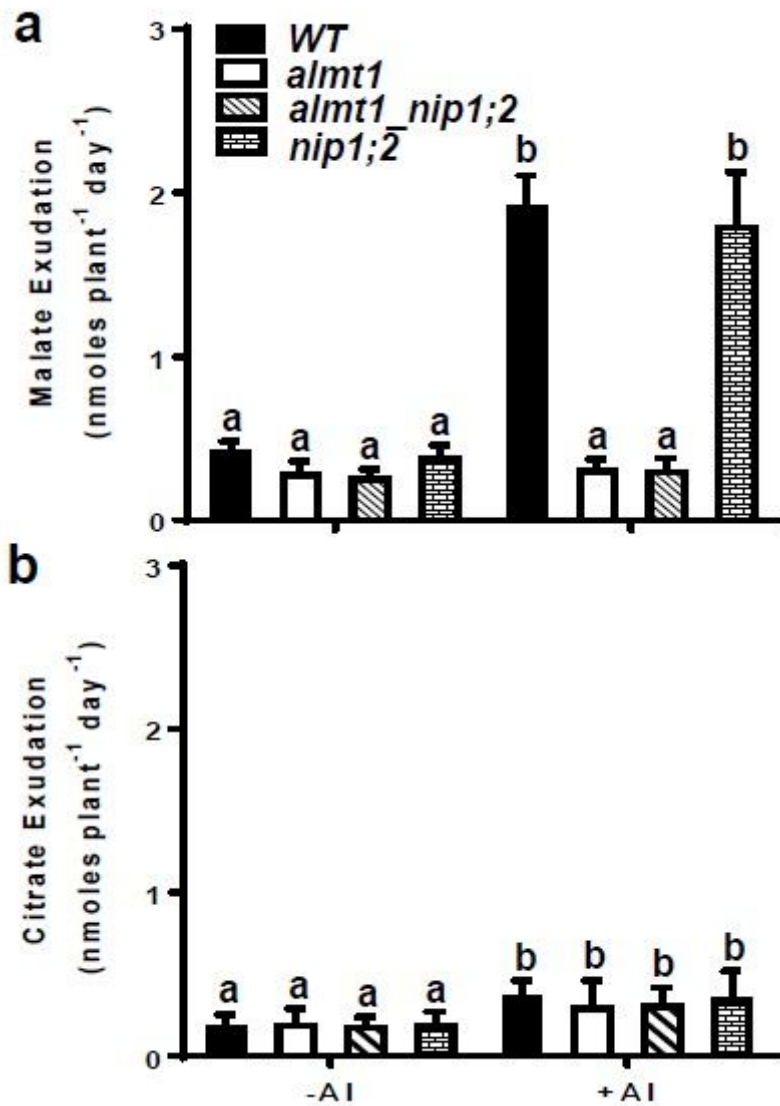 a
3
2
1
0
Malate Exudation
(nmoles plant⁻¹ day⁻¹)
WT
almt1
almt1_nip1;2
nip1;2
a a a a b a a b
b
3
2
1
0
Citrate Exudation
(nmoles plant⁻¹ day⁻¹)
a a a a b b b b
-Al +Al